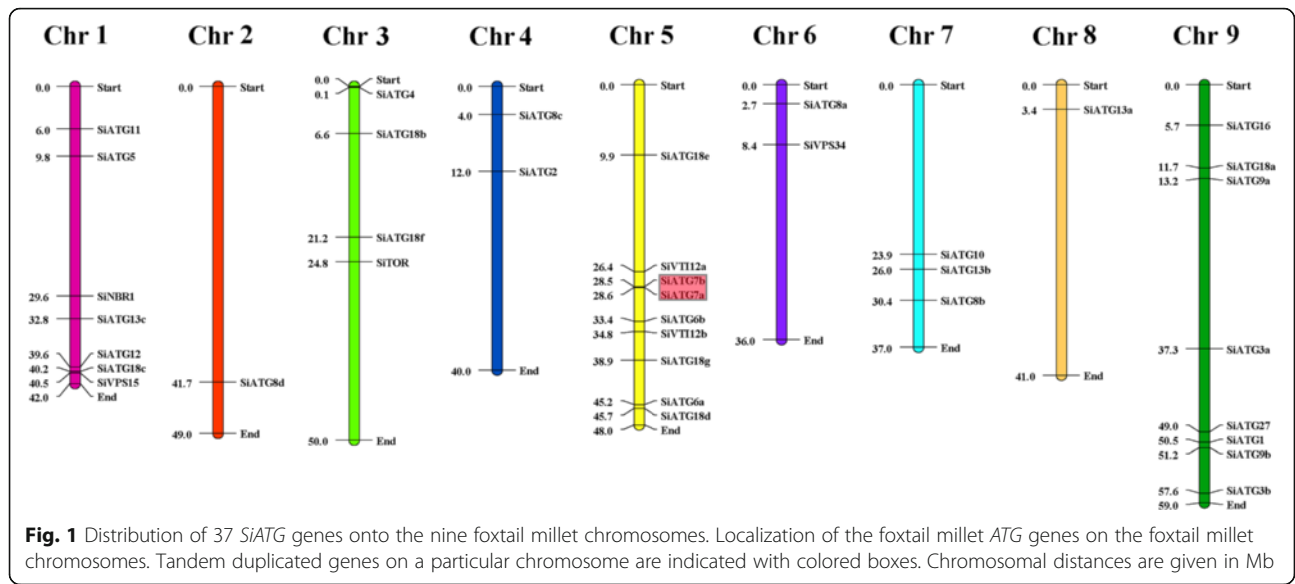 Chr 1 Chr 2 Chr 3 Chr 4 Chr 5 Chr 6 Chr 7 Chr 8 Chr 9
0.0 Start
6.0 SiATG11
9.8 SiATG5
29.6 SiNBR1
32.8 SiATG13c
39.6 SiATG12
40.2 SiATG18c
40.5 SiVPS15
42.0 End
0.0 Start
41.7 SiATG8d
49.0 End
0.0 Start
0.1 SiATG4
6.6 SiATG18b
21.2 SiATG18f
24.8 SiTOR
50.0 End
0.0 Start
4.0 SiATG8c
12.0 SiATG2
40.0 End
0.0 Start
9.9 SiATG18e
26.4 SiVTI12a
28.5 SiATG7b
28.6 SiATG7a
33.4 SiATG6b
34.8 SiVTI12b
38.9 SiATG18g
45.2 SiATG6a
45.7 SiATG18d
48.0 End
0.0 Start
2.7 SiATG8a
8.4 SiVPS34
36.0 End
0.0 Start
23.9 SiATG10
26.0 SiATG13b
30.4 SiATG8b
37.0 End
0.0 Start
3.4 SiATG13a
41.0 End
0.0 Start
5.7 SiATG16
11.7 SiATG18a
13.2 SiATG9a
37.3 SiATG3a
49.0 SiATG27
50.5 SiATG1
51.2 SiATG9b
57.6 SiATG3b
59.0 End
Fig. 1 Distribution of 37 SiATG genes onto the nine foxtail millet chromosomes. Localization of the foxtail millet ATG genes on the foxtail millet
chromosomes. Tandem duplicated genes on a particular chromosome are indicated with colored boxes. Chromosomal distances are given in Mb